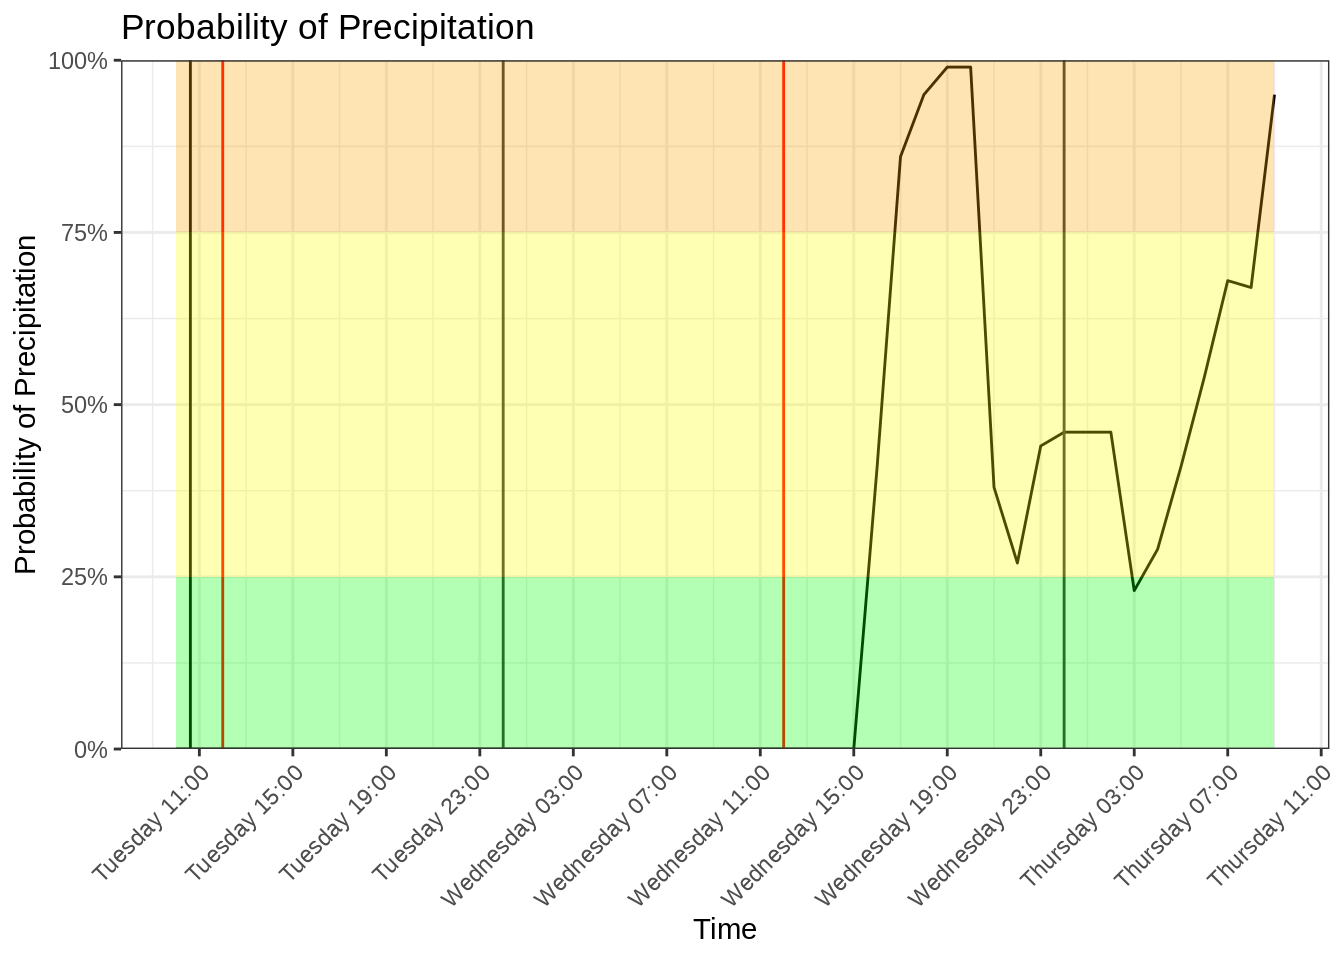 Probability of Precipitation
Probability of Precipitation
100%
75%
50%
25%
0%
Tuesday 11:00
Tuesday 15:00
Tuesday 19:00
Tuesday 23:00
Wednesday 03:00
Wednesday 07:00
Wednesday 11:00
Wednesday 15:00
Wednesday 19:00
Wednesday 23:00
Thursday 03:00
Thursday 07:00
Thursday 11:00
Time